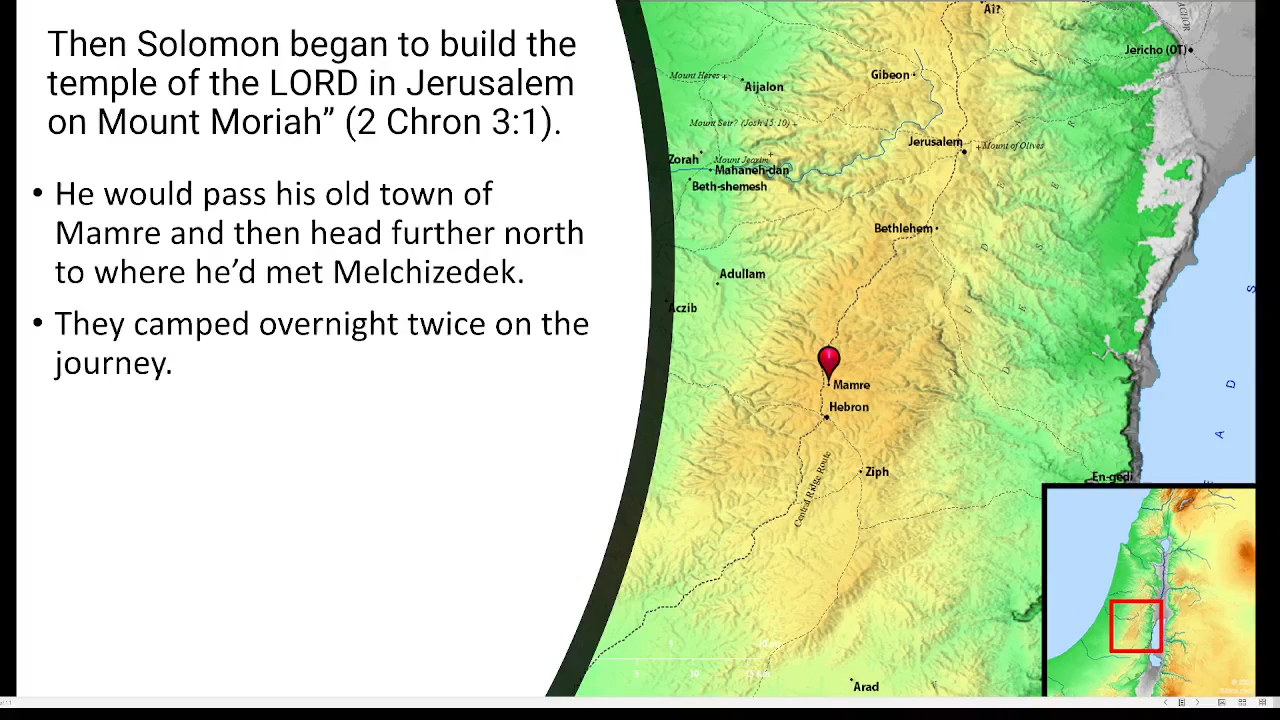 Then Solomon began to build the
temple of the LORD in Jerusalem
on Mount Moriah” (2 Chron 3:1).
• He would pass his old town of
Mamre and then head further north
to where he’d met Melchizedek.
• They camped overnight twice on the
journey.
Ai?
Jericho (OT)
Gibeon
Mount Heres
Aijalon
Mount Seir? (Josh 15:10)
Jerusalem
Mount of Olives
Zorah
Mount Jearim
Mahaneh-dan
Beth-shemesh
Bethlehem
Adullam
Aczib
Mamre
Hebron
Ziph
Central Ridge Route
En-gedi
Arad